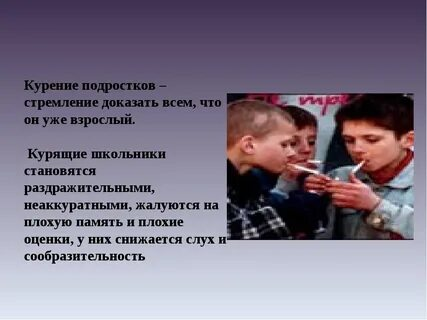 Курение подростков –
стремление доказать всем, что
он уже взрослый.
Курящие школьники
становятся
раздражительными,
неаккуратными, жалуются на
плохую память и плохие
оценки, у них снижается слух и
сообразительность